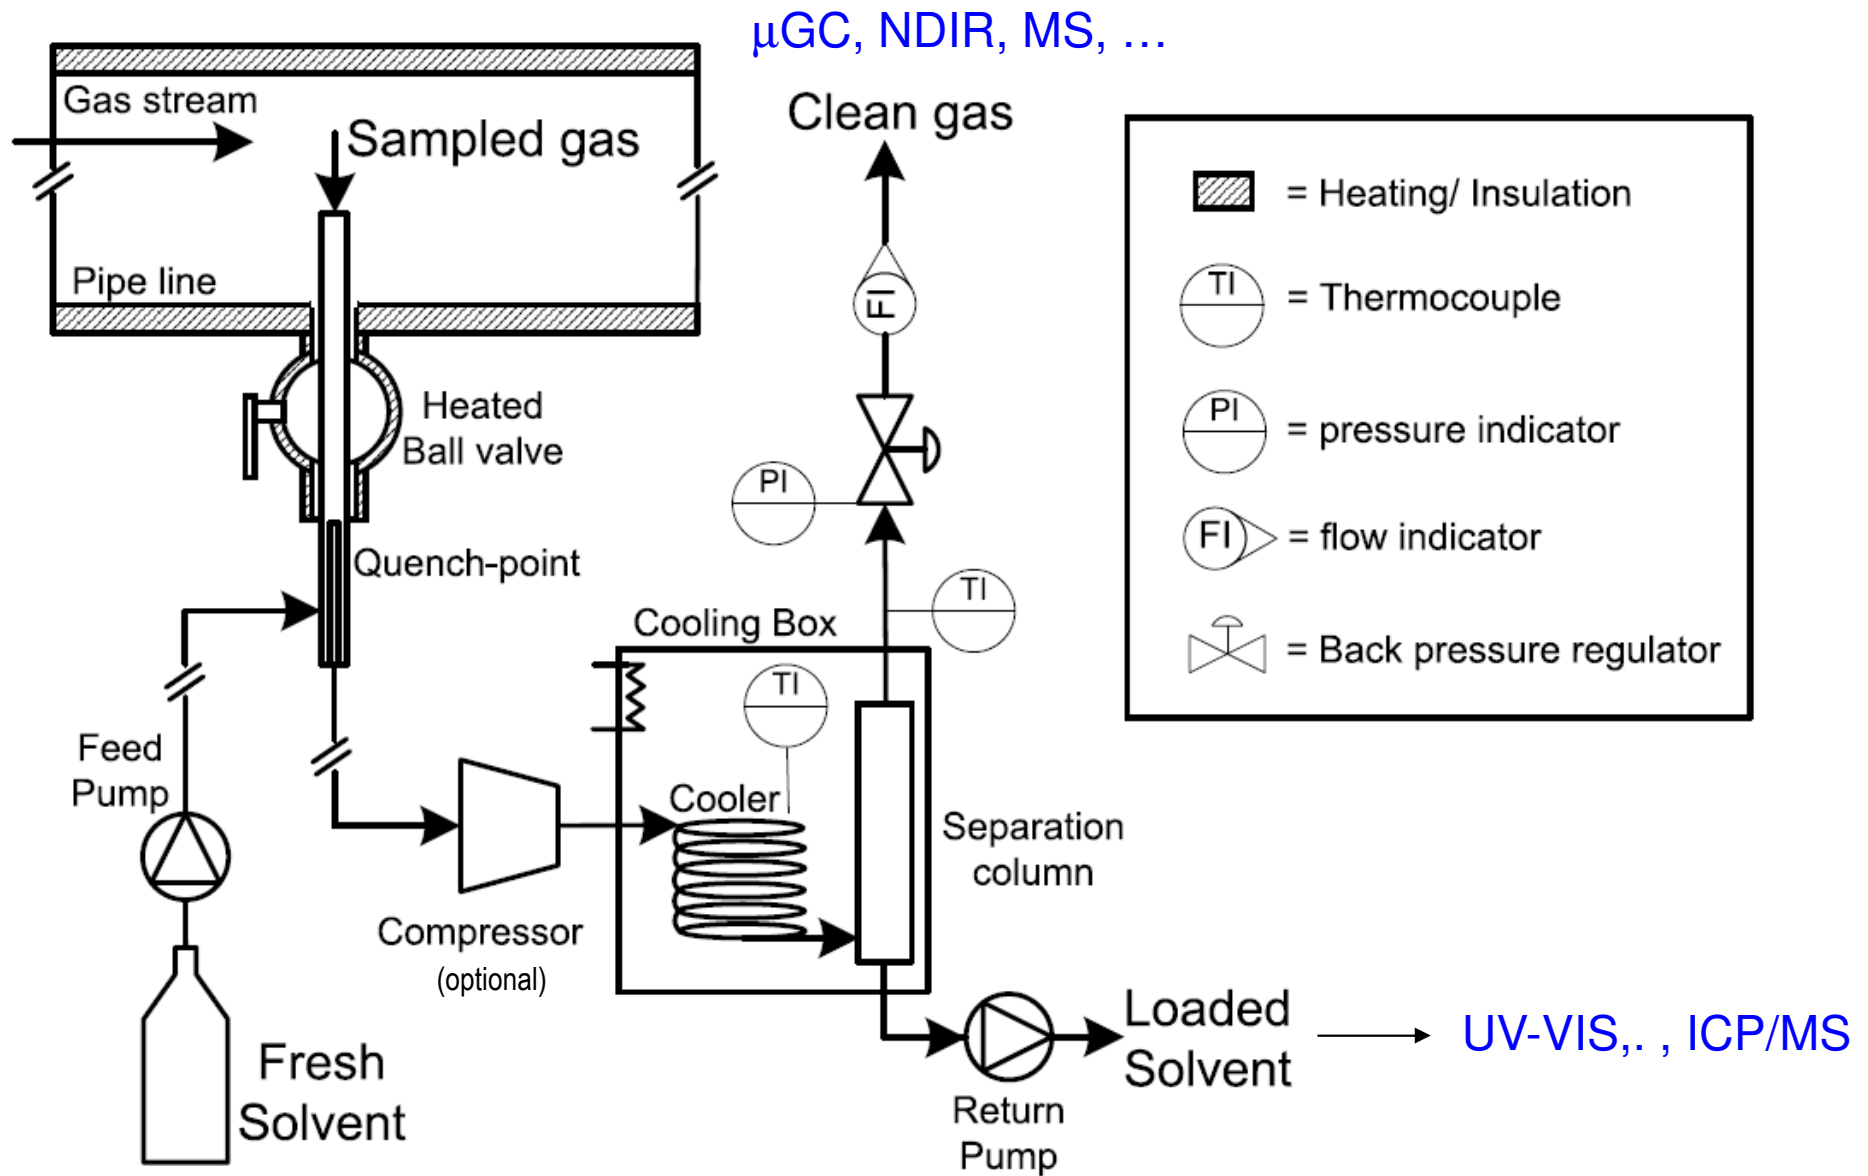 μGC, NDIR, MS, …
Clean gas
Gas stream
Sampled gas
Pipe line
Heated
Ball valve
Quench-point
FI
PI
TI
Cooling Box
TI
Cooler
Feed
Pump
Compressor
(optional)
Separation
column
Fresh
Solvent
Return
Pump
Loaded
Solvent
UV-VIS,. , ICP/MS
= Heating/ Insulation
TI = Thermocouple
PI = pressure indicator
FI = flow indicator
= Back pressure regulator